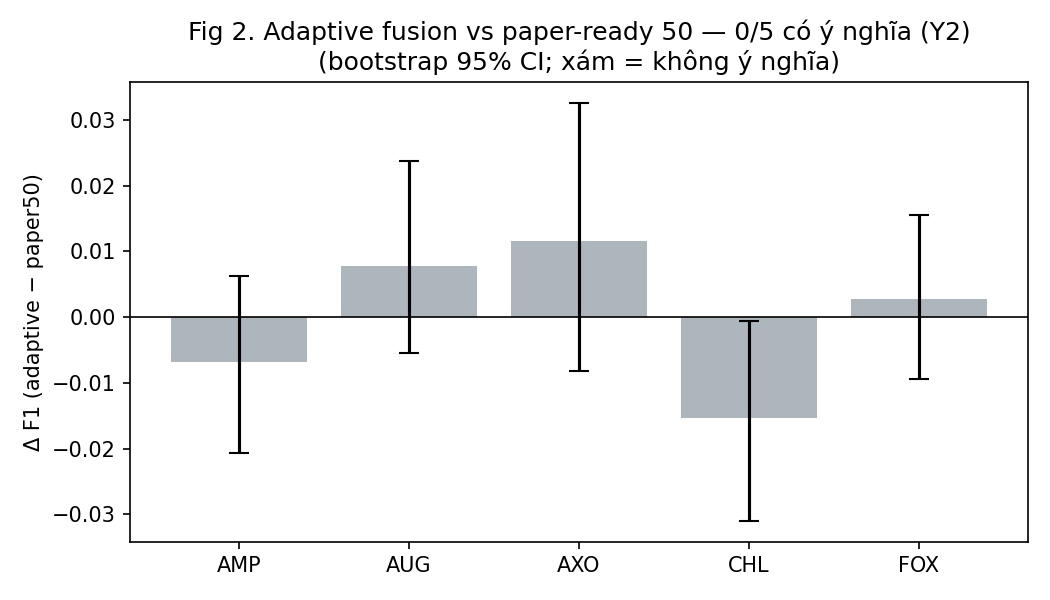 Fig 2. Adaptive fusion vs paper-ready 50 — 0/5 có ý nghĩa (Y2)
(bootstrap 95% CI; xám = không ý nghĩa)
Δ F1 (adaptive − paper50)
0.03
0.02
0.01
0.00
−0.01
−0.02
−0.03
AMP AUG AXO CHL FOX